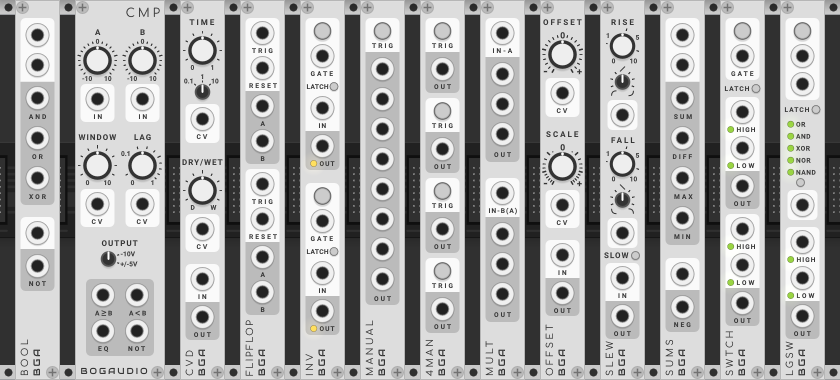 AND
OR
XOR
NOT
BOOL
BGA
CMP
A
B
0
0
-10
10
-10
10
IN
IN
WINDOW
LAG
0.1
0
10
0
1
CV
CV
OUTPUT
-10V
+/-5V
A≥B
A<B
EQ
NOT
BOGAUDIO
TIME
0
1
1
0.1
10
CV
DRY/WET
D
W
CV
IN
OUT
CVD
BGA
TRIG
RESET
A
B
TRIG
RESET
A
B
FLIPFLOP
BGA
GATE
LATCH
IN
OUT
GATE
LATCH
IN
OUT
INV
BGA
TRIG
OUT
MANUAL
BGA
TRIG
OUT
TRIG
OUT
TRIG
OUT
TRIG
OUT
4MAN
BGA
IN-A
OUT
IN-B(A)
OUT
MULT
BGA
OFFSET
0
-
+
CV
SCALE
0
-
+
CV
IN
OUT
OFFSET
BGA
RISE
1
5
0
10
FALL
1
5
0
10
SLOW
IN
OUT
SLEW
BGA
SUM
DIFF
MAX
MIN
NEG
SUMS
BGA
GATE
LATCH
HIGH
LOW
OUT
HIGH
LOW
OUT
SWTCH
BGA
LATCH
OR
AND
XOR
NOR
NAND
HIGH
LOW
OUT
LGSW
BGA